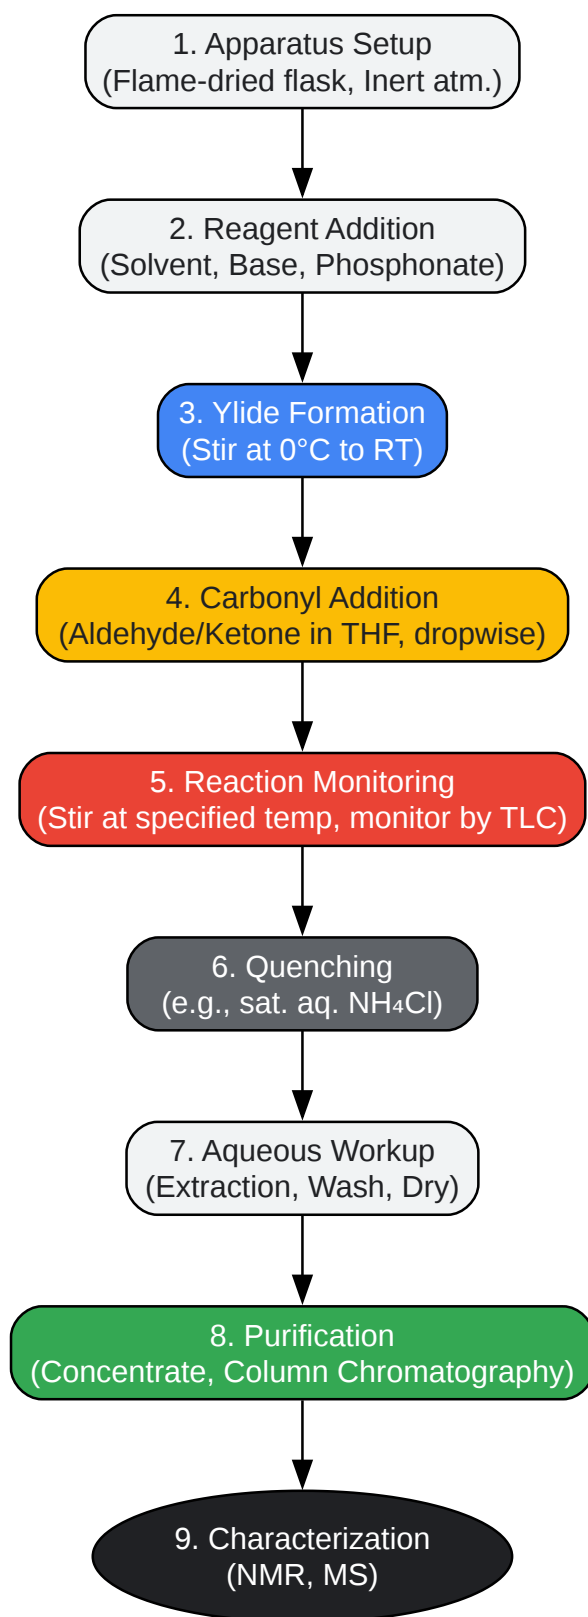 1. Apparatus Setup
(Flame-dried flask, Inert atm.)
2. Reagent Addition
(Solvent, Base, Phosphonate)
3. Ylide Formation
(Stir at 0°C to RT)
4. Carbonyl Addition
(Aldehyde/Ketone in THF, dropwise)
5. Reaction Monitoring
(Stir at specified temp, monitor by TLC)
6. Quenching
(e.g., sat. aq. NH₄Cl)
7. Aqueous Workup
(Extraction, Wash, Dry)
8. Purification
(Concentrate, Column Chromatography)
9. Characterization
(NMR, MS)